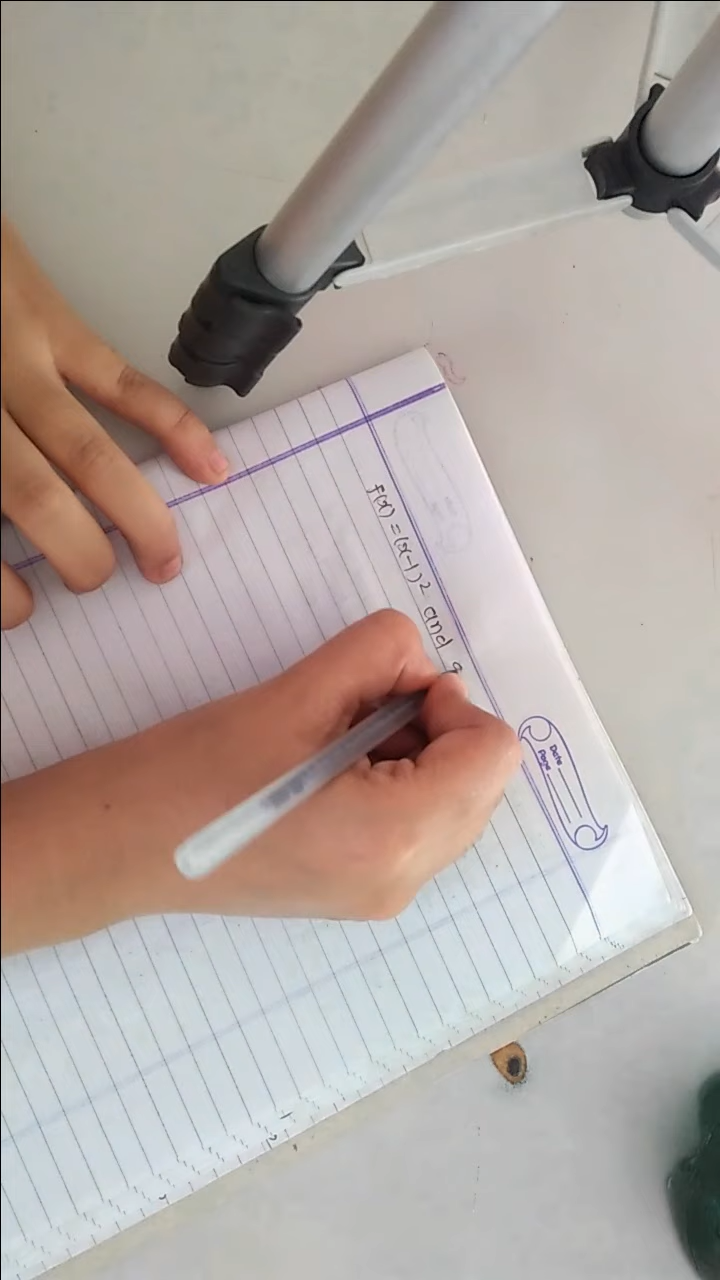 Date
Page
f(x) = (x-1)² and g